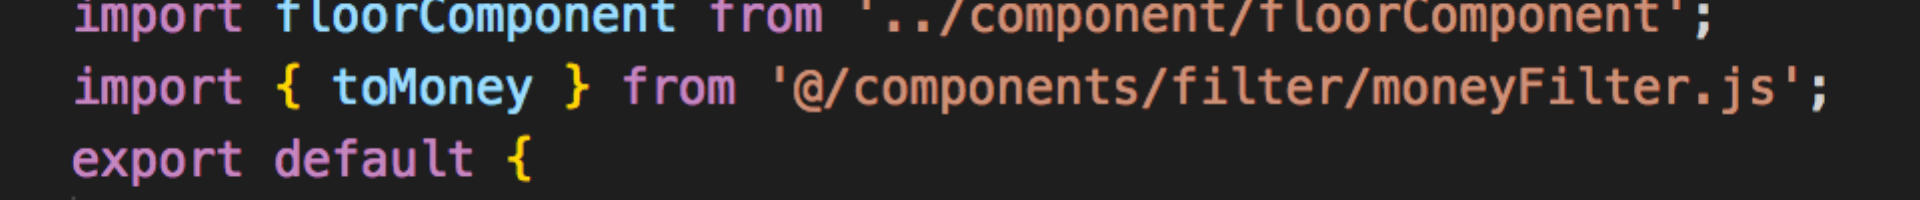 import floorComponent from '../component/floorComponent';
import { toMoney } from '@/components/filter/moneyFilter.js';
export default {